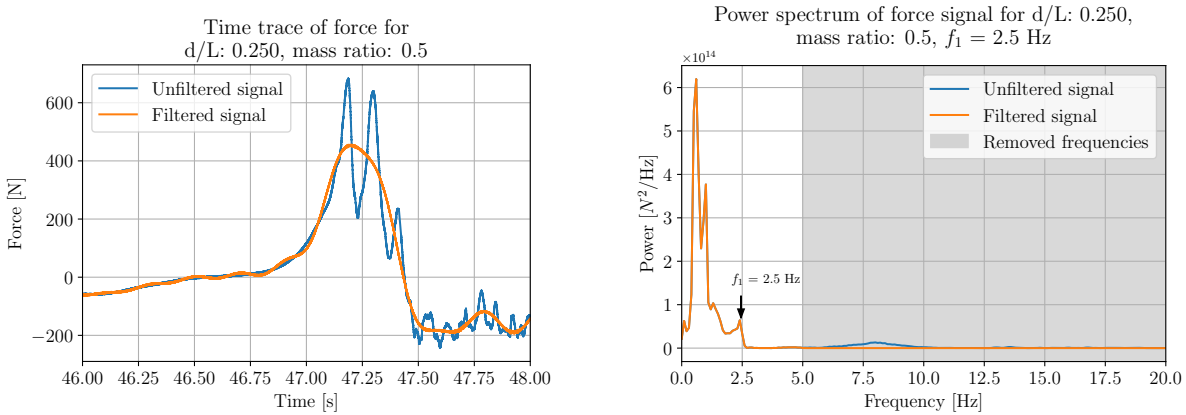 Time trace of force for
d/L: 0.250, mass ratio: 0.5
Unfiltered signal
Filtered signal
600
400
200
0
−200
Force [N]
46.00 46.25 46.50 46.75 47.00 47.25 47.50 47.75 48.00
Time [s]
Power spectrum of force signal for d/L: 0.250,
mass ratio: 0.5, f₁ = 2.5 Hz
×10¹⁴
Unfiltered signal
Filtered signal
Removed frequencies
6
5
4
3
2
1
0
Power [N²/Hz]
f₁ = 2.5 Hz
0.0 2.5 5.0 7.5 10.0 12.5 15.0 17.5 20.0
Frequency [Hz]